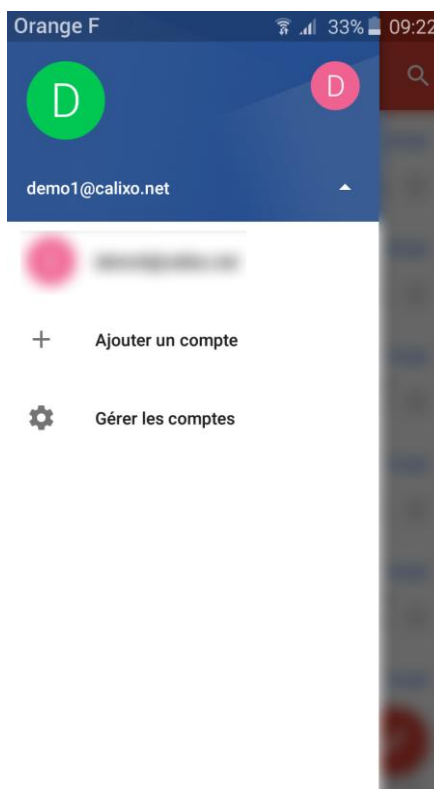 Orange F 33% 09:22
D D
demo1@calixo.net
Ajouter un compte
Gérer les comptes